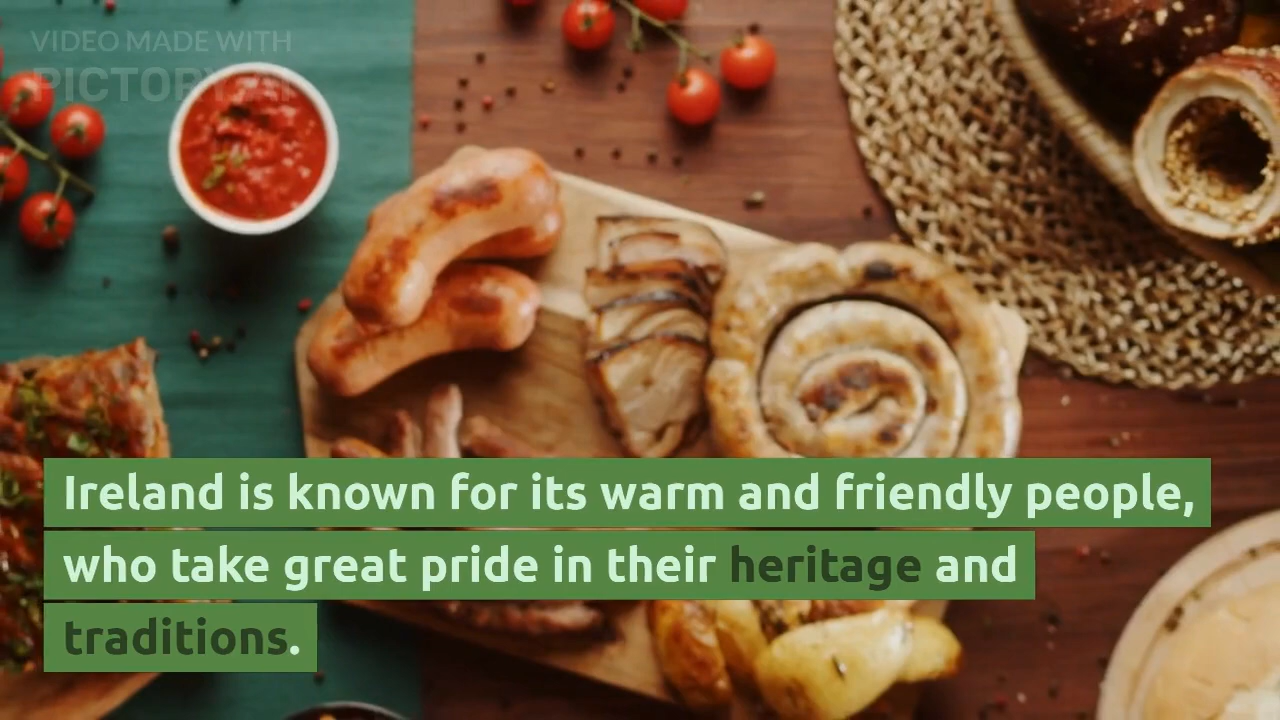 VIDEO MADE WITH
PICTORY.AI
Ireland is known for its warm and friendly people,
who take great pride in their heritage and
traditions.